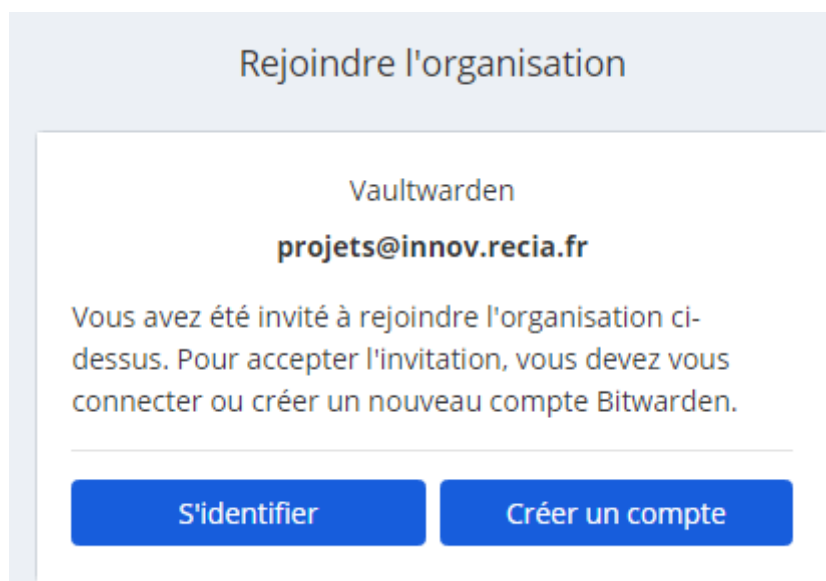 Rejoindre l'organisation
Vaultwarden
projets@innov.recia.fr
Vous avez été invité à rejoindre l'organisation ci-
dessus. Pour accepter l'invitation, vous devez vous
connecter ou créer un nouveau compte Bitwarden.
S'identifier
Créer un compte